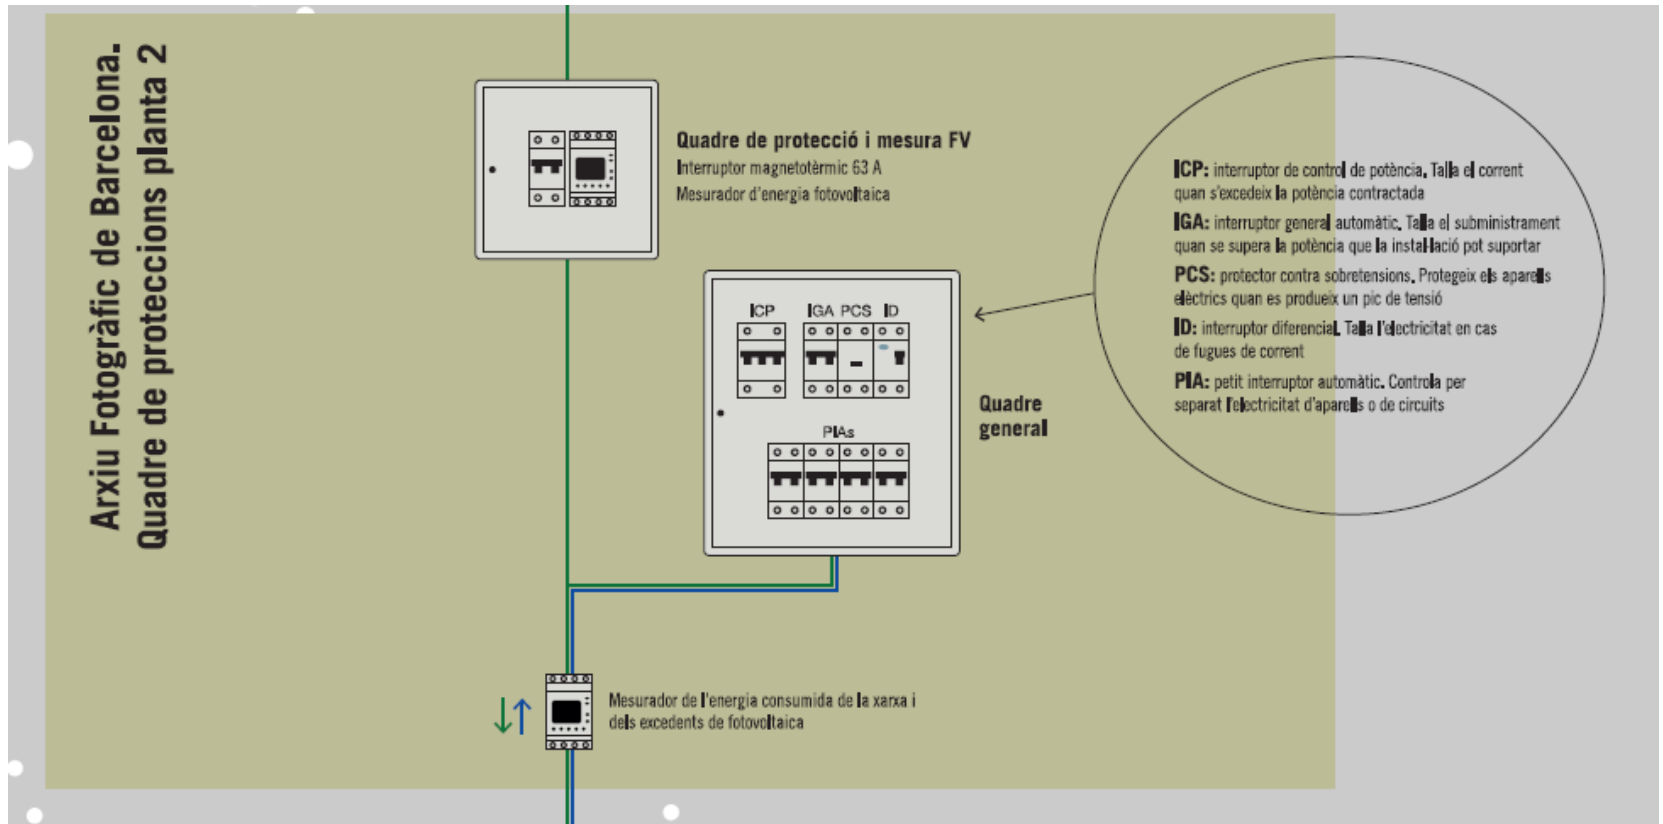 Arxiu Fotogràfic de Barcelona.
Quadre de proteccions planta 2
Quadre de protecció i mesura FV
Interruptor magnetotèrmic 63 A
Mesurador d'energia fotovoltaica
ICP: interruptor de control de potència. Talla el corrent
quan s'excedeix la potència contractada
IGA: interruptor general automàtic. Talla el subministrament
quan se supera la potència que la instal·lació pot suportar
PCS: protector contra sobretensions. Protegeix els aparells
elèctrics quan es produeix un pic de tensió
ID: interruptor diferencial. Talla l'electricitat en cas
de fugues de corrent
PIA: petit interruptor automàtic. Controla per
separat l'electricitat d'aparells o de circuits
ICP IGA PCS ID
Quadre
general
PIAs
Mesurador de l'energia consumida de la xarxa i
dels excedents de fotovoltaica